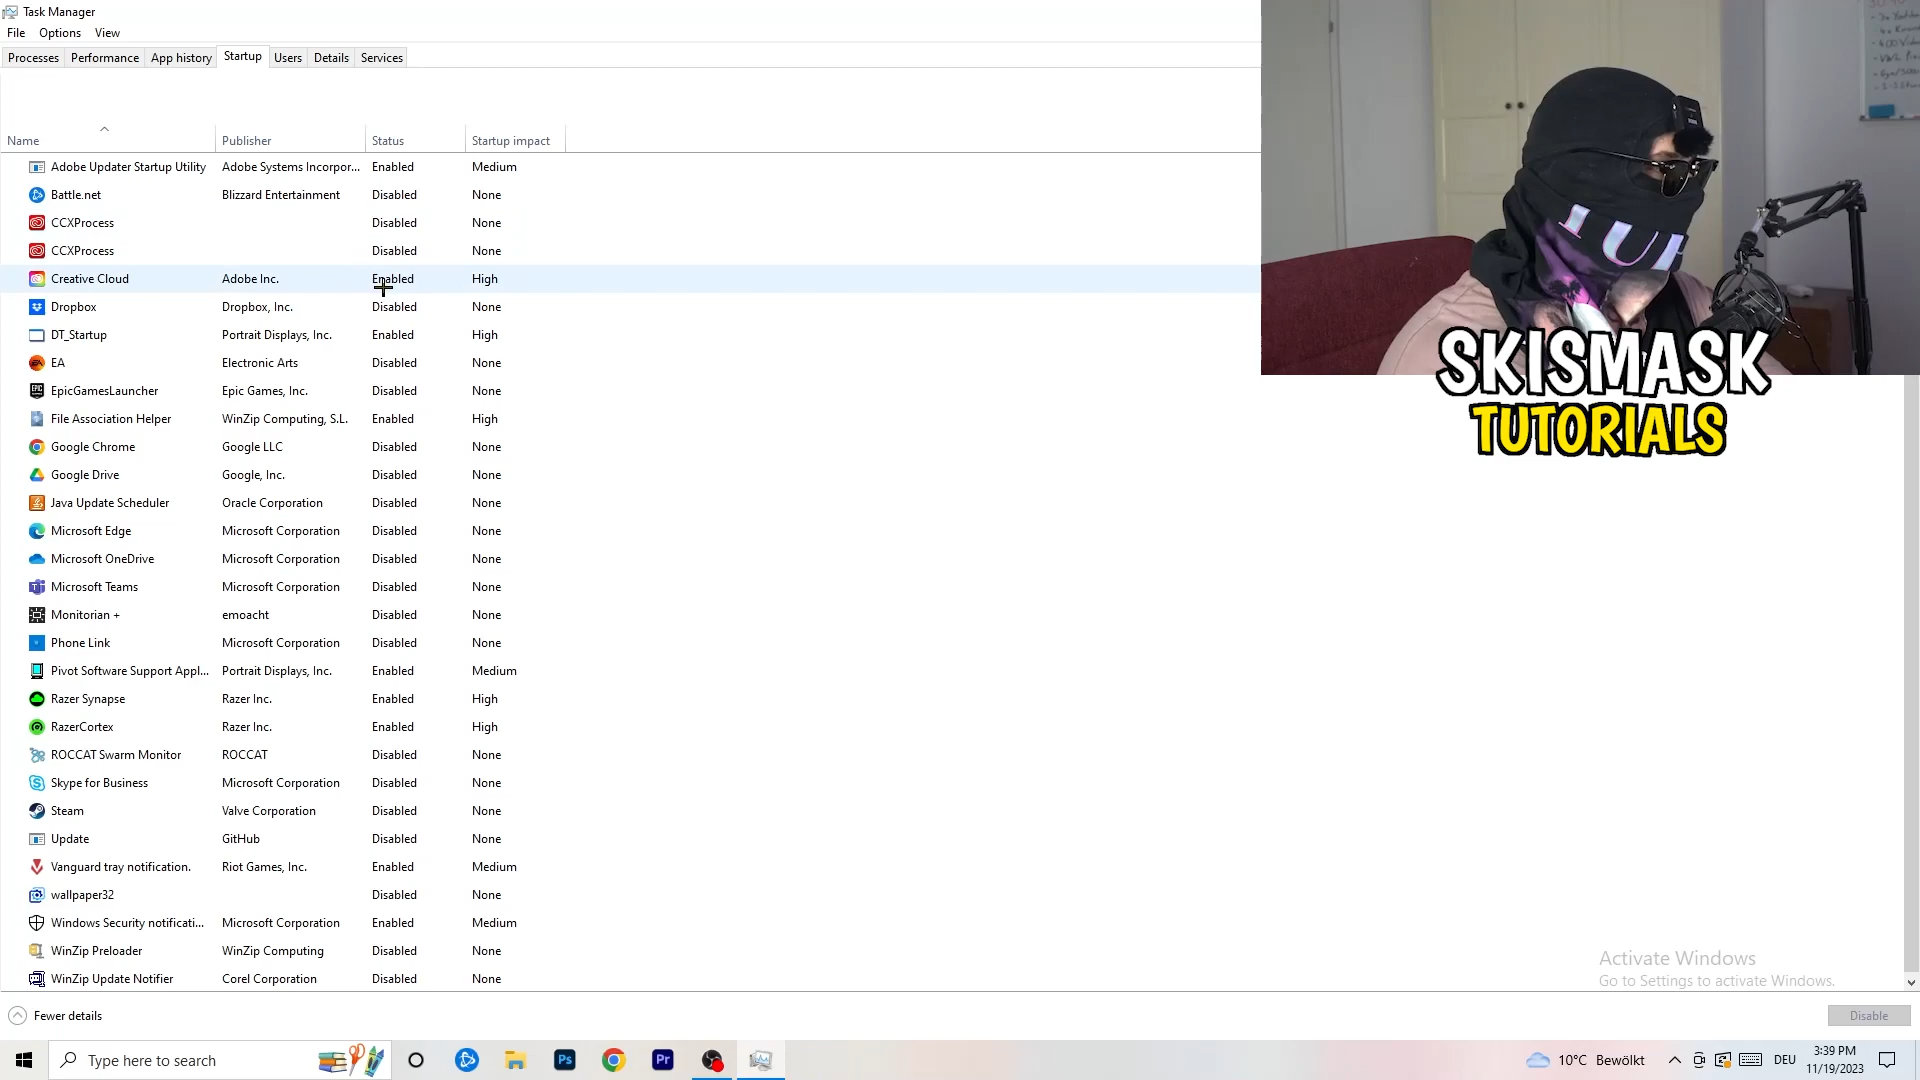 Task Manager
File Options View
Processes Performance App history Startup Users Details Services
Name Publisher Status Startup impact
Adobe Updater Startup Utility Adobe Systems Incorpor... Enabled Medium
Battle.net Blizzard Entertainment Disabled None
CCXProcess Disabled None
CCXProcess Disabled None
Creative Cloud Adobe Inc. Enabled High
Dropbox Dropbox, Inc. Disabled None
DT_Startup Portrait Displays, Inc. Enabled High
EA Electronic Arts Disabled None
EpicGamesLauncher Epic Games, Inc. Disabled None
File Association Helper WinZip Computing, S.L. Enabled High
Google Chrome Google LLC Disabled None
Google Drive Google, Inc. Disabled None
Java Update Scheduler Oracle Corporation Disabled None
Microsoft Edge Microsoft Corporation Disabled None
Microsoft OneDrive Microsoft Corporation Disabled None
Microsoft Teams Microsoft Corporation Disabled None
Monitorian + emoacht Disabled None
Phone Link Microsoft Corporation Disabled None
Pivot Software Support Appl... Portrait Displays, Inc. Enabled Medium
Razer Synapse Razer Inc. Enabled High
RazerCortex Razer Inc. Enabled High
ROCCAT Swarm Monitor ROCCAT Disabled None
Skype for Business Microsoft Corporation Disabled None
Steam Valve Corporation Disabled None
Update GitHub Disabled None
Vanguard tray notification. Riot Games, Inc. Enabled Medium
wallpaper32 Disabled None
Windows Security notificati... Microsoft Corporation Enabled Medium
WinZip Preloader WinZip Computing Disabled None
WinZip Update Notifier Corel Corporation Disabled None
SKISMASK
TUTORIALS
Activate Windows
Go to Settings to activate Windows.
Fewer details
Disable
Type here to search
Ps
Pr
10°C Bewölkt
DEU
3:39 PM
11/19/2023